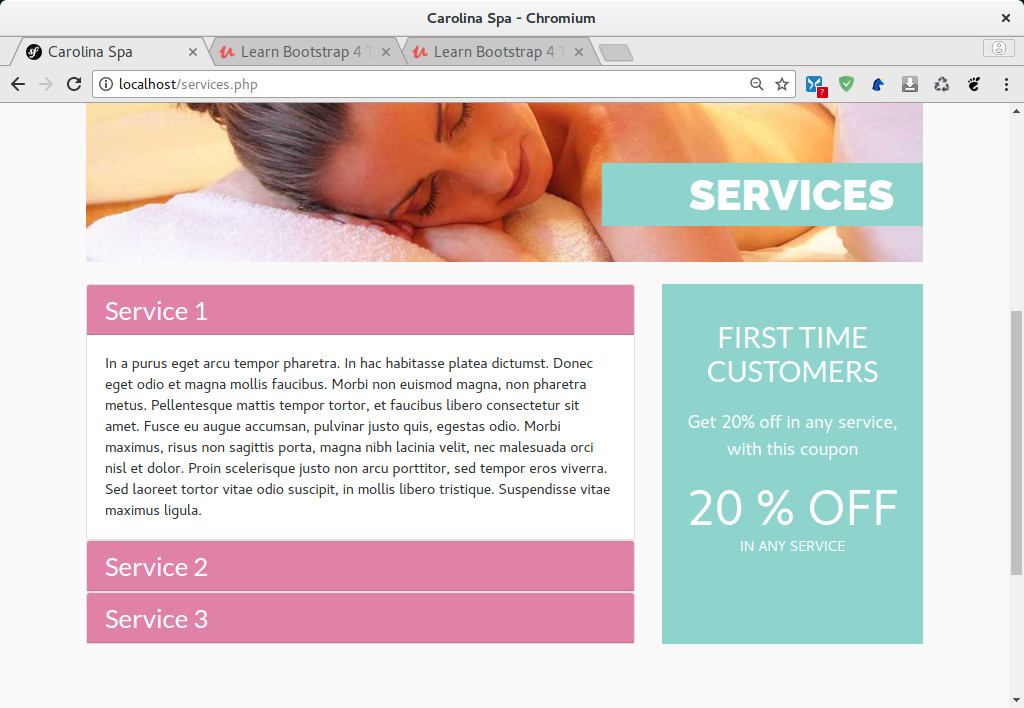 Carolina Spa - Chromium
Carolina Spa
Learn Bootstrap 4 T
Learn Bootstrap 4 T
localhost/services.php
?
SERVICES
Service 1
In a purus eget arcu tempor pharetra. In hac habitasse platea dictumst. Donec
eget odio et magna mollis faucibus. Morbi non euismod magna, non pharetra
metus. Pellentesque mattis tempor tortor, et faucibus libero consectetur sit
amet. Fusce eu augue accumsan, pulvinar justo quis, egestas odio. Morbi
maximus, risus non sagittis porta, magna nibh lacinia velit, nec malesuada orci
nisl et dolor. Proin scelerisque justo non arcu porttitor, sed tempor eros viverra.
Sed laoreet tortor vitae odio suscipit, in mollis libero tristique. Suspendisse vitae
maximus ligula.
Service 2
Service 3
FIRST TIME
CUSTOMERS
Get 20% off in any service,
with this coupon
20 % OFF
IN ANY SERVICE